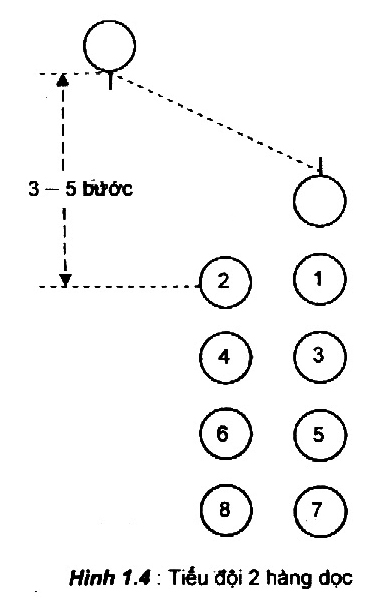 3 – 5 bước
2 1
4 3
6 5
8 7
Hình 1.4 : Tiểu đội 2 hàng dọc